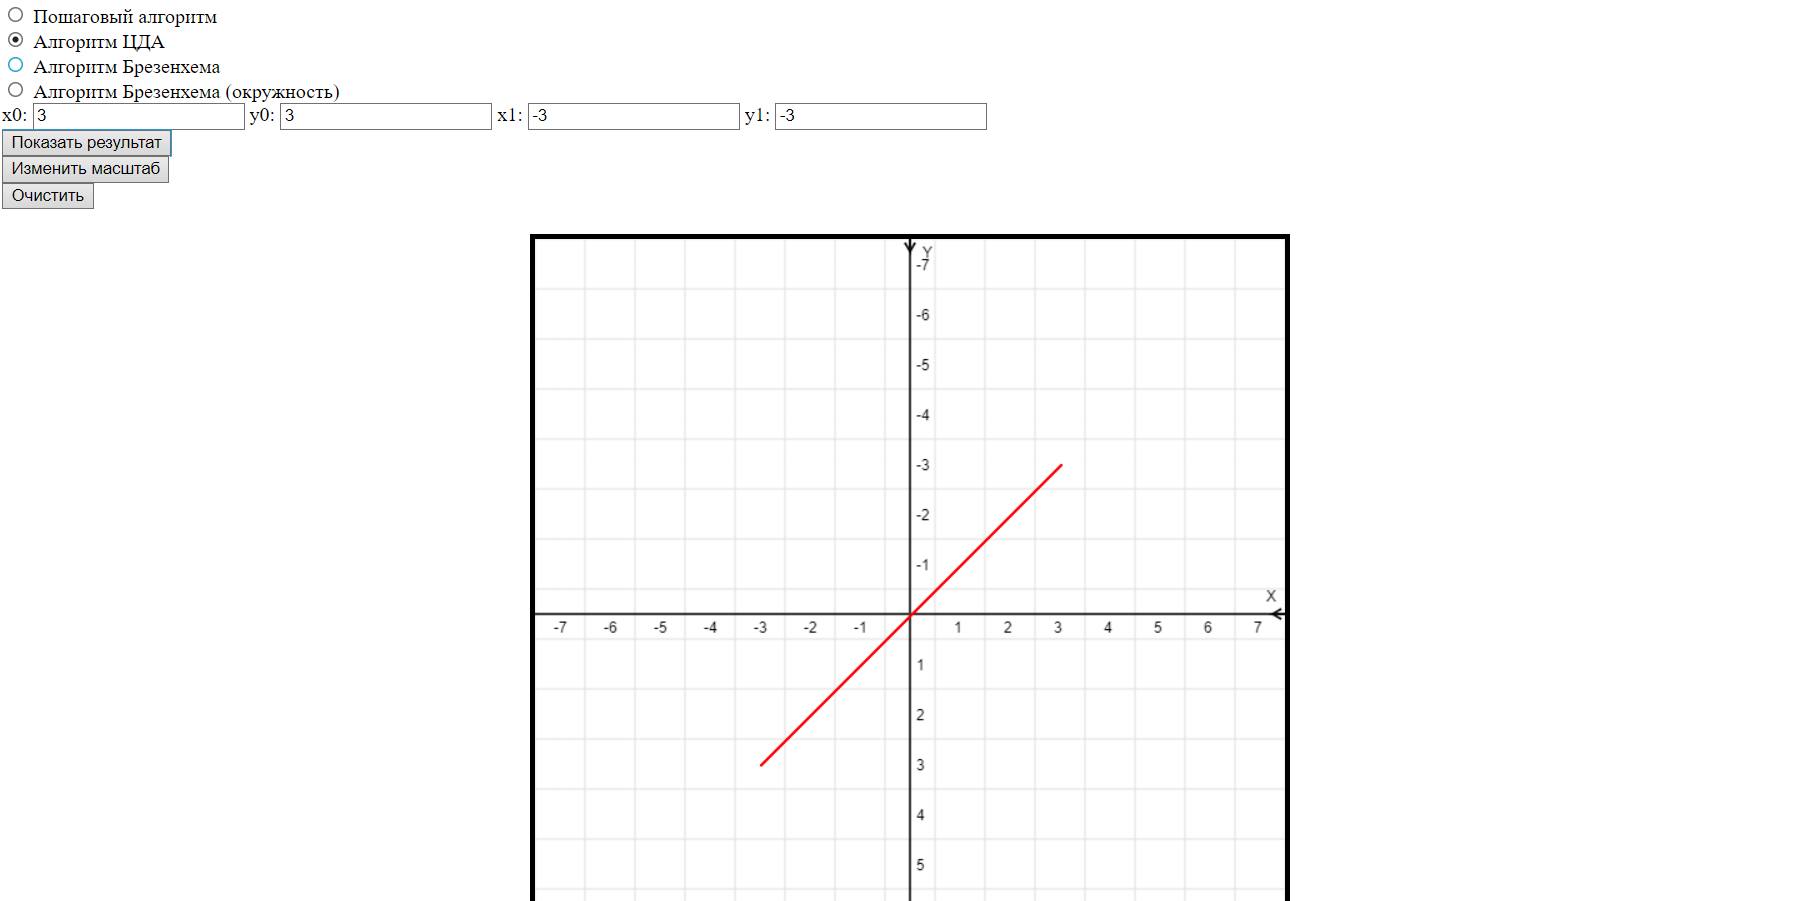 Пошаговый алгоритм
Алгоритм ЦДА
Алгоритм Брезенхема
Алгоритм Брезенхема (окружность)
x0: 3 y0: 3 x1: -3 y1: -3
Показать результат
Изменить масштаб
Очистить
Y
-7
-6
-5
-4
-3
-2
-1
X
-7 -6 -5 -4 -3 -2 -1 1 2 3 4 5 6 7
1
2
3
4
5